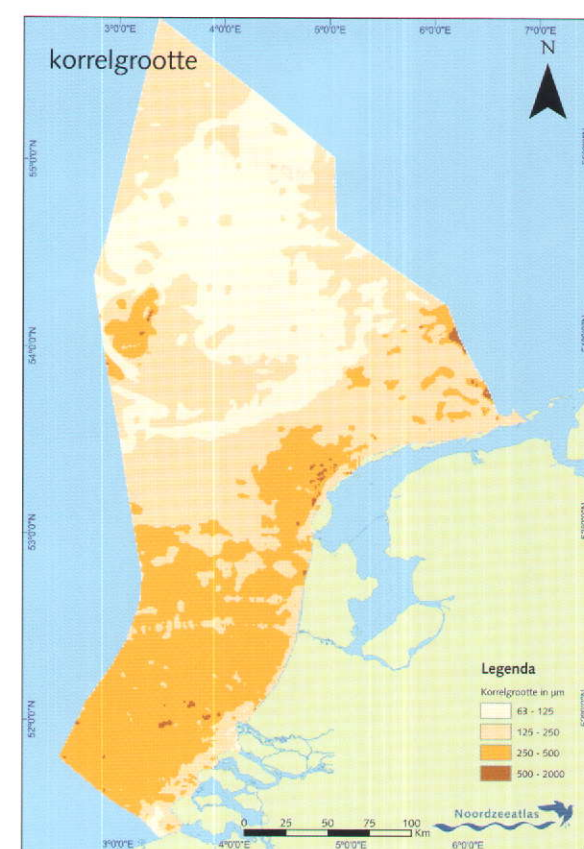 3°0'0"E 4°0'0"E 5°0'0"E 6°0'0"E 7°0'0"E
korrelgrootte
N
55°0'0"N
54°0'0"N
53°0'0"N
52°0'0"N
Legenda
Korrelgrootte in µm
63 - 125
125 - 250
250 - 500
500 - 2000
Noordzeeatlas
0 25 50 75 100
Km
3°0'0"E 4°0'0"E 5°0'0"E 6°0'0"E